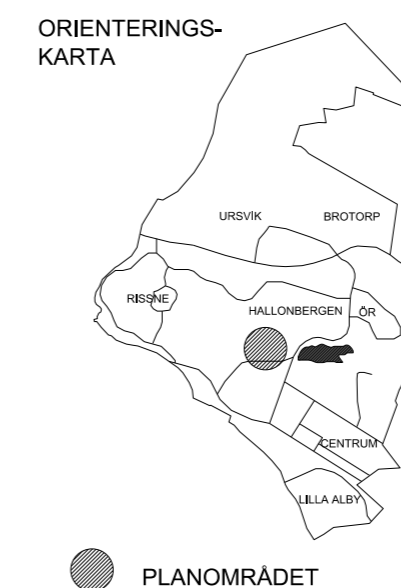 ORIENTERINGS-
KARTA
URSVIK
BROTORP
RISSNE
HALLONBERGEN
ÖR
CENTRUM
LILLA ALBY
PLANOMRÅDET